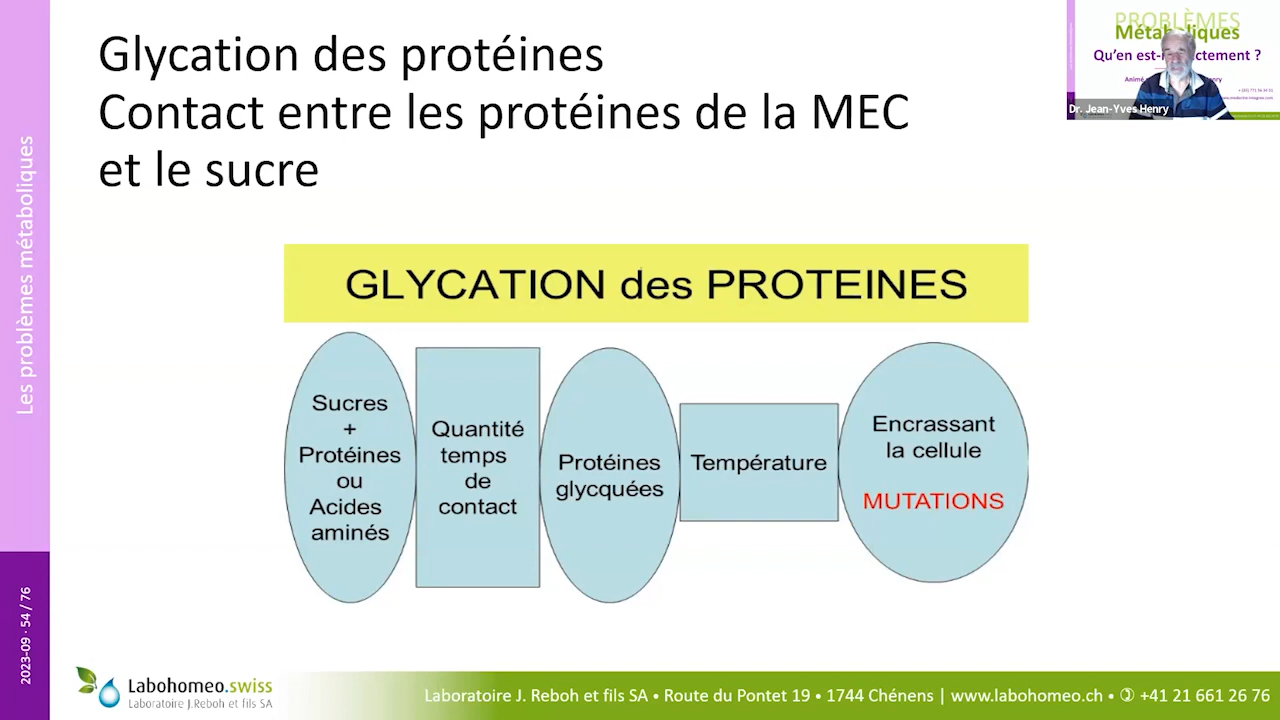 Glycation des protéines
Contact entre les protéines de la MEC
et le sucre
PROBLÈMES
Métaboliques
Qu'en est-
ctement ?
Animé
Dr. Jean-Yves Henry
Les problèmes métaboliques
2023-09 · 54 / 76
GLYCATION des PROTEINES
Sucres
+
Protéines
ou
Acides
aminés
Quantité
temps
de
contact
Protéines
glycquées
Température
Encrassant
la cellule
MUTATIONS
Labohomeo.swiss
Laboratoire J.Reboh et fils SA
Laboratoire J. Reboh et fils SA • Route du Pontet 19 • 1744 Chénens | www.labohomeo.ch • ✆ +41 21 661 26 76